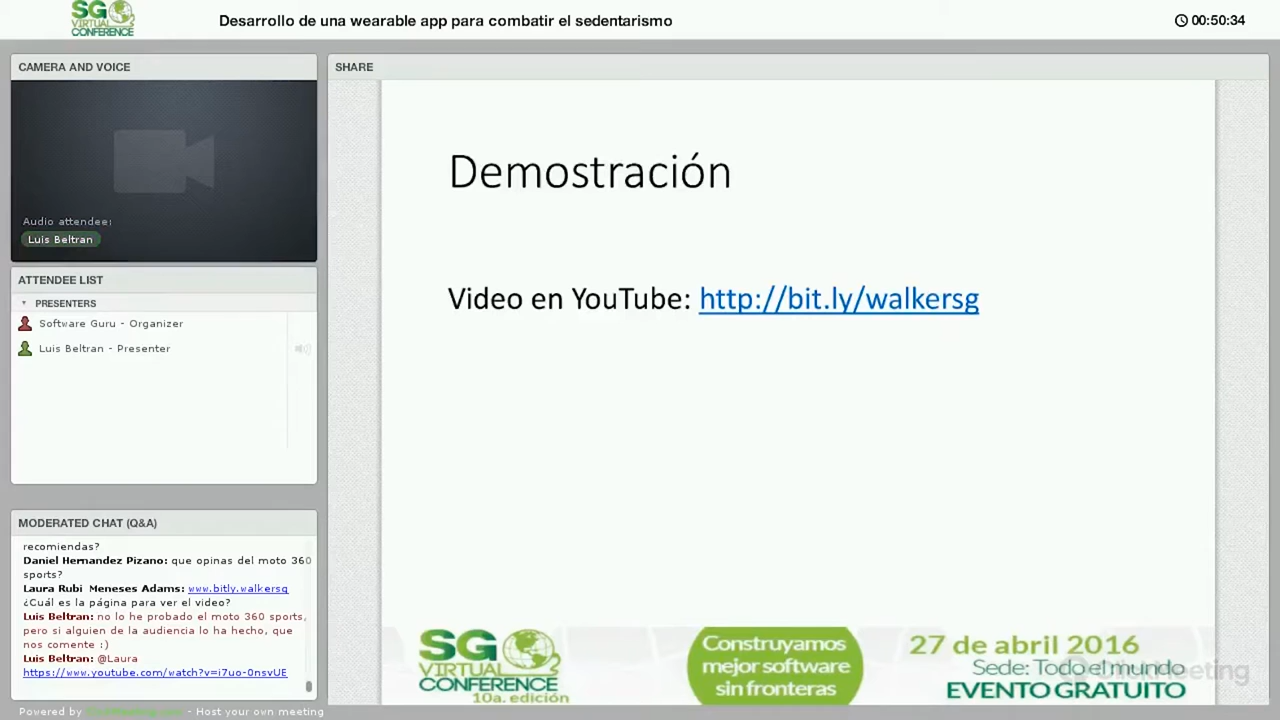 SG
VIRTUAL
CONFERENCE
Desarrollo de una wearable app para combatir el sedentarismo
00:50:34
CAMERA AND VOICE
Audio attendee:
Luis Beltran
ATTENDEE LIST
PRESENTERS
Software Guru - Organizer
Luis Beltran - Presenter
MODERATED CHAT (Q&A)
recomiendas?
Daniel Hernandez Pizano: que opinas del moto 360
sports?
Laura Rubi Meneses Adams: www.bitly.walkersg
¿Cuál es la página para ver el video?
Luis Beltran: no lo he probado el moto 360 sports,
pero si alguien de la audiencia lo ha hecho, que
nos comente :)
Luis Beltran: @Laura
https://www.youtube.com/watch?v=i7uo-0nsvUE
Powered by ClickMeeting.com - Host your own meeting
SHARE
Demostración
Video en YouTube: http://bit.ly/walkersg
SG
VIRTUAL
CONFERENCE
10a. edición
Construyamos
mejor software
sin fronteras
27 de abril 2016
Sede: Todo el mundo
EVENTO GRATUITO
ClickMeeting